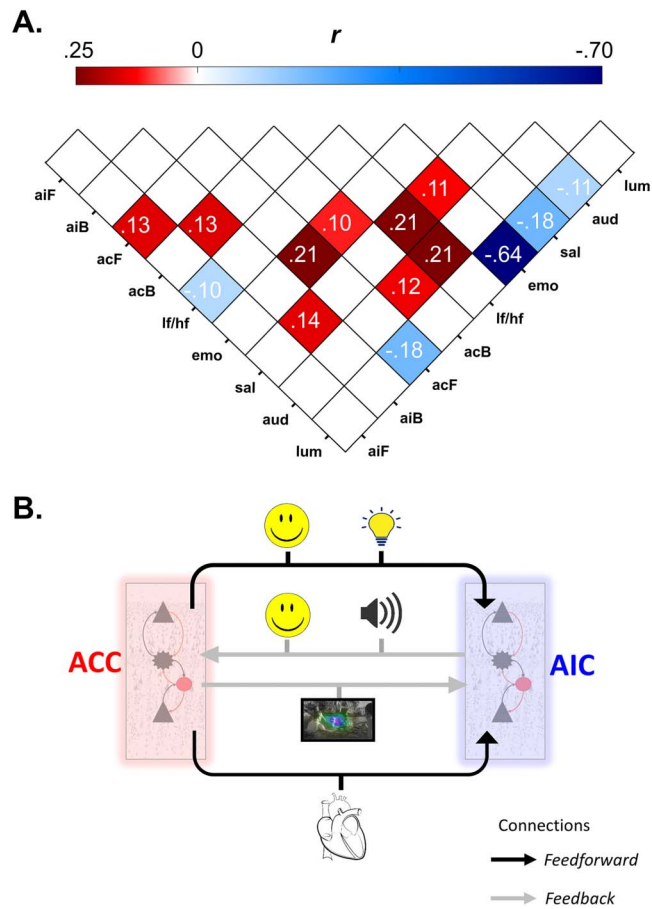 A.
r
.25 0 -.70
.11 -.11 lum
aiF
.13 .13 .10 .21 -.18 aud
aiB
.21 .21 -.64 sal
acF
acB -.10 .12 emo
lf/hf .14 lf/hf
emo -.18 acB
sal acF
aud aiB
lum aiF
B.
ACC AIC
Connections
Feedforward
Feedback